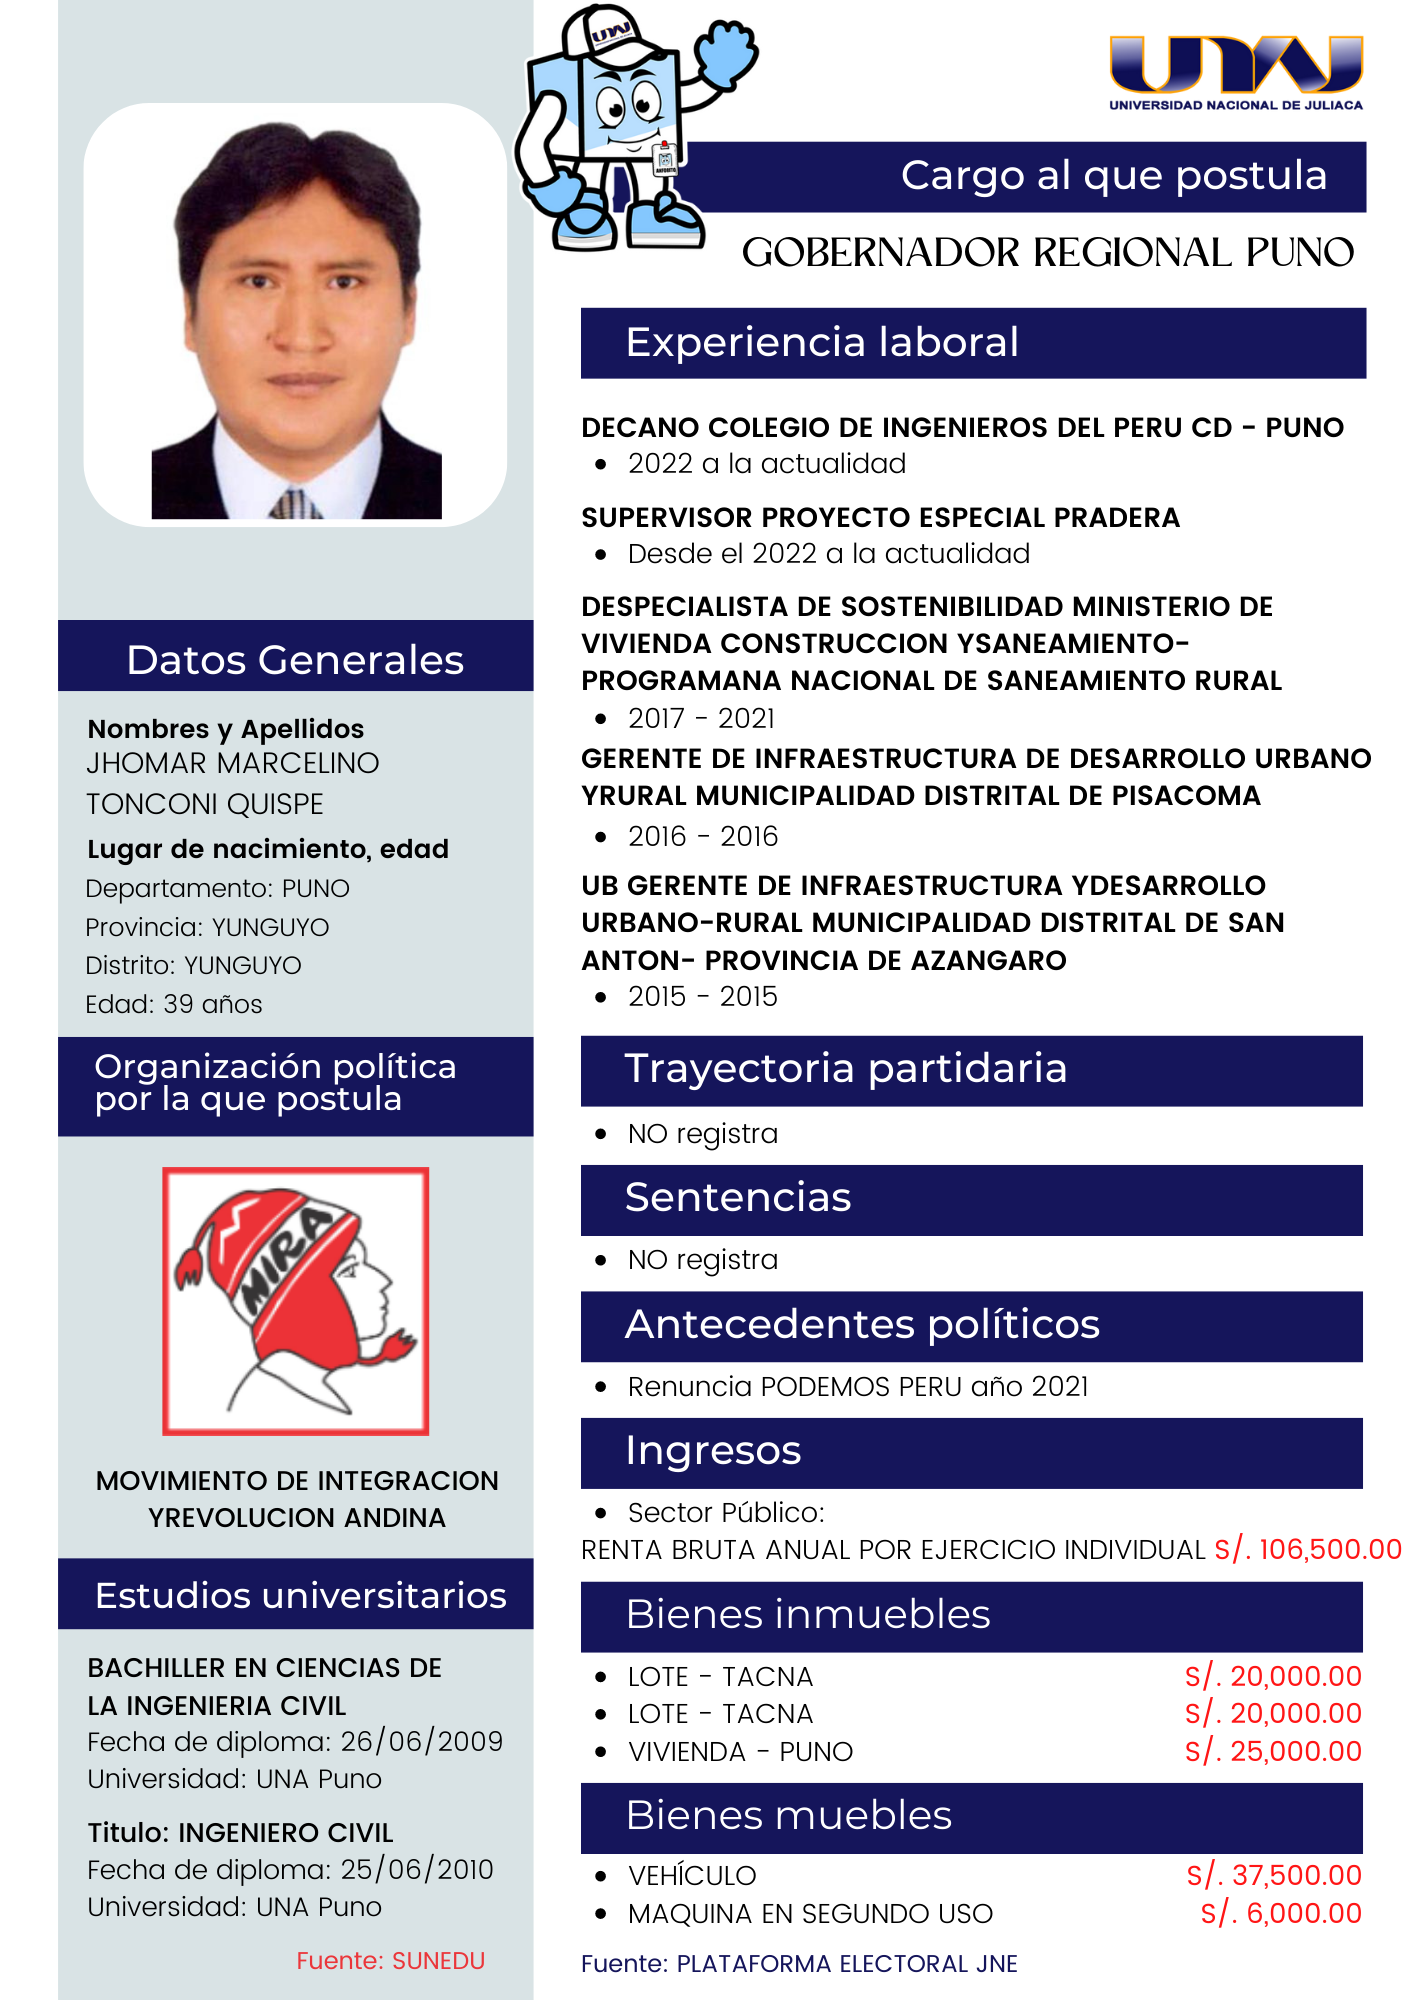 UNAJ
UNIVERSIDAD NACIONAL DE JULIACA
UNAJ
ANFORITO
Cargo al que postula
GOBERNADOR REGIONAL PUNO
Datos Generales
Nombres y Apellidos
JHOMAR MARCELINO
TONCONI QUISPE
Lugar de nacimiento, edad
Departamento: PUNO
Provincia: YUNGUYO
Distrito: YUNGUYO
Edad: 39 años
Organización política
por la que postula
MIRA
MOVIMIENTO DE INTEGRACION
YREVOLUCION ANDINA
Estudios universitarios
BACHILLER EN CIENCIAS DE
LA INGENIERIA CIVIL
Fecha de diploma: 26/06/2009
Universidad: UNA Puno
Titulo: INGENIERO CIVIL
Fecha de diploma: 25/06/2010
Universidad: UNA Puno
Fuente: SUNEDU
Experiencia laboral
DECANO COLEGIO DE INGENIEROS DEL PERU CD - PUNO
• 2022 a la actualidad
SUPERVISOR PROYECTO ESPECIAL PRADERA
• Desde el 2022 a la actualidad
DESPECIALISTA DE SOSTENIBILIDAD MINISTERIO DE
VIVIENDA CONSTRUCCION YSANEAMIENTO-
PROGRAMANA NACIONAL DE SANEAMIENTO RURAL
• 2017 - 2021
GERENTE DE INFRAESTRUCTURA DE DESARROLLO URBANO
YRURAL MUNICIPALIDAD DISTRITAL DE PISACOMA
• 2016 - 2016
UB GERENTE DE INFRAESTRUCTURA YDESARROLLO
URBANO-RURAL MUNICIPALIDAD DISTRITAL DE SAN
ANTON- PROVINCIA DE AZANGARO
• 2015 - 2015
Trayectoria partidaria
• NO registra
Sentencias
• NO registra
Antecedentes políticos
• Renuncia PODEMOS PERU año 2021
Ingresos
• Sector Público:
RENTA BRUTA ANUAL POR EJERCICIO INDIVIDUAL S/. 106,500.00
Bienes inmuebles
• LOTE - TACNA S/. 20,000.00
• LOTE - TACNA S/. 20,000.00
• VIVIENDA - PUNO S/. 25,000.00
Bienes muebles
• VEHÍCULO S/. 37,500.00
• MAQUINA EN SEGUNDO USO S/. 6,000.00
Fuente: PLATAFORMA ELECTORAL JNE